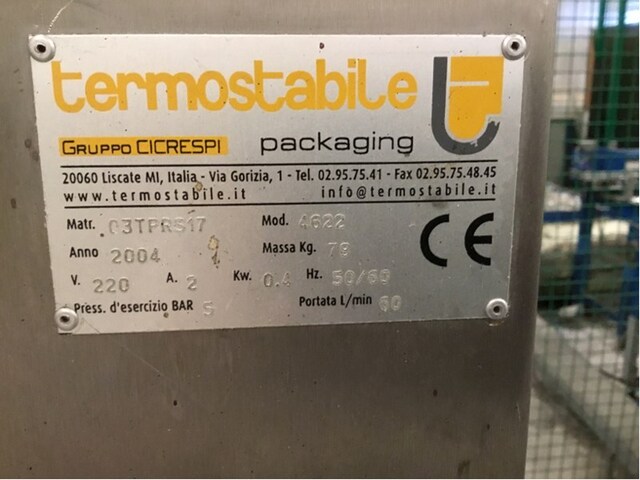 termostabile
GRUPPO CICRESPI packaging
20060 Liscate MI, Italia - Via Gorizia, 1 - Tel. 02.95.75.41 - Fax 02.95.75.48.45
www.termostabile.it info@termostabile.it
Matr. 03TPR517 Mod. 4622
Anno 2004 Massa Kg. CE
V. 220 A. 2 Kw. 0.4 Hz. 50/60
Press. d'esercizio BAR 5 Portata L/min 60